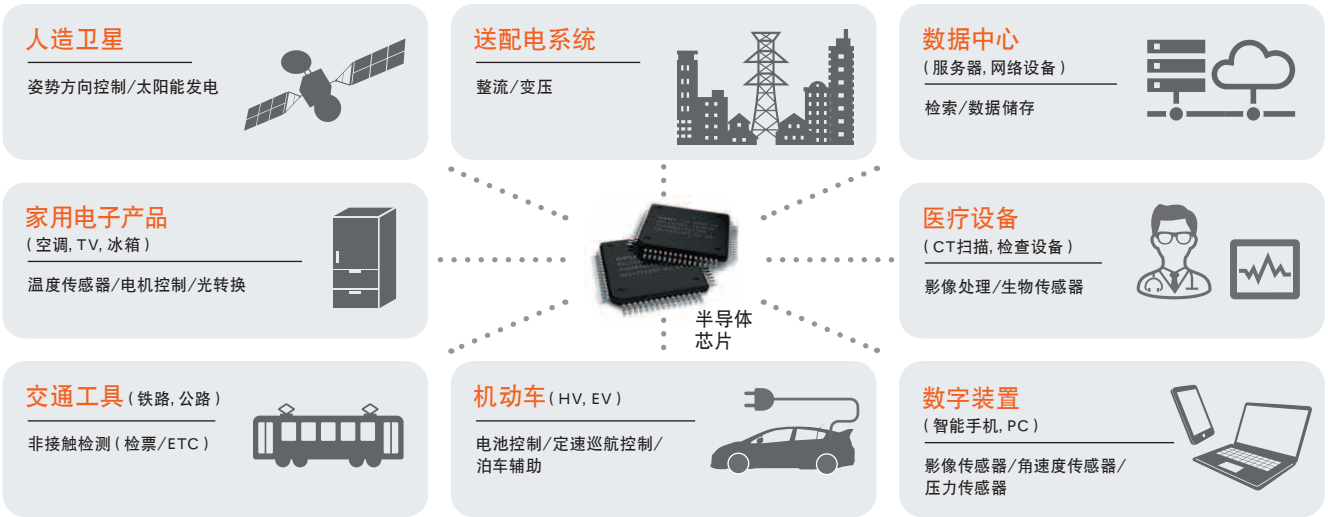 人造卫星
姿势方向控制/太阳能发电
送配电系统
整流/变压
数据中心
(服务器, 网络设备)
检索/数据储存
家用电子产品
(空调, TV, 冰箱)
温度传感器/电机控制/光转换
半导体
芯片
医疗设备
(CT扫描, 检查设备)
影像处理/生物传感器
交通工具(铁路, 公路)
非接触检测(检票/ETC)
机动车(HV, EV)
电池控制/定速巡航控制/
泊车辅助
数字装置
(智能手机, PC)
影像传感器/角速度传感器/
压力传感器